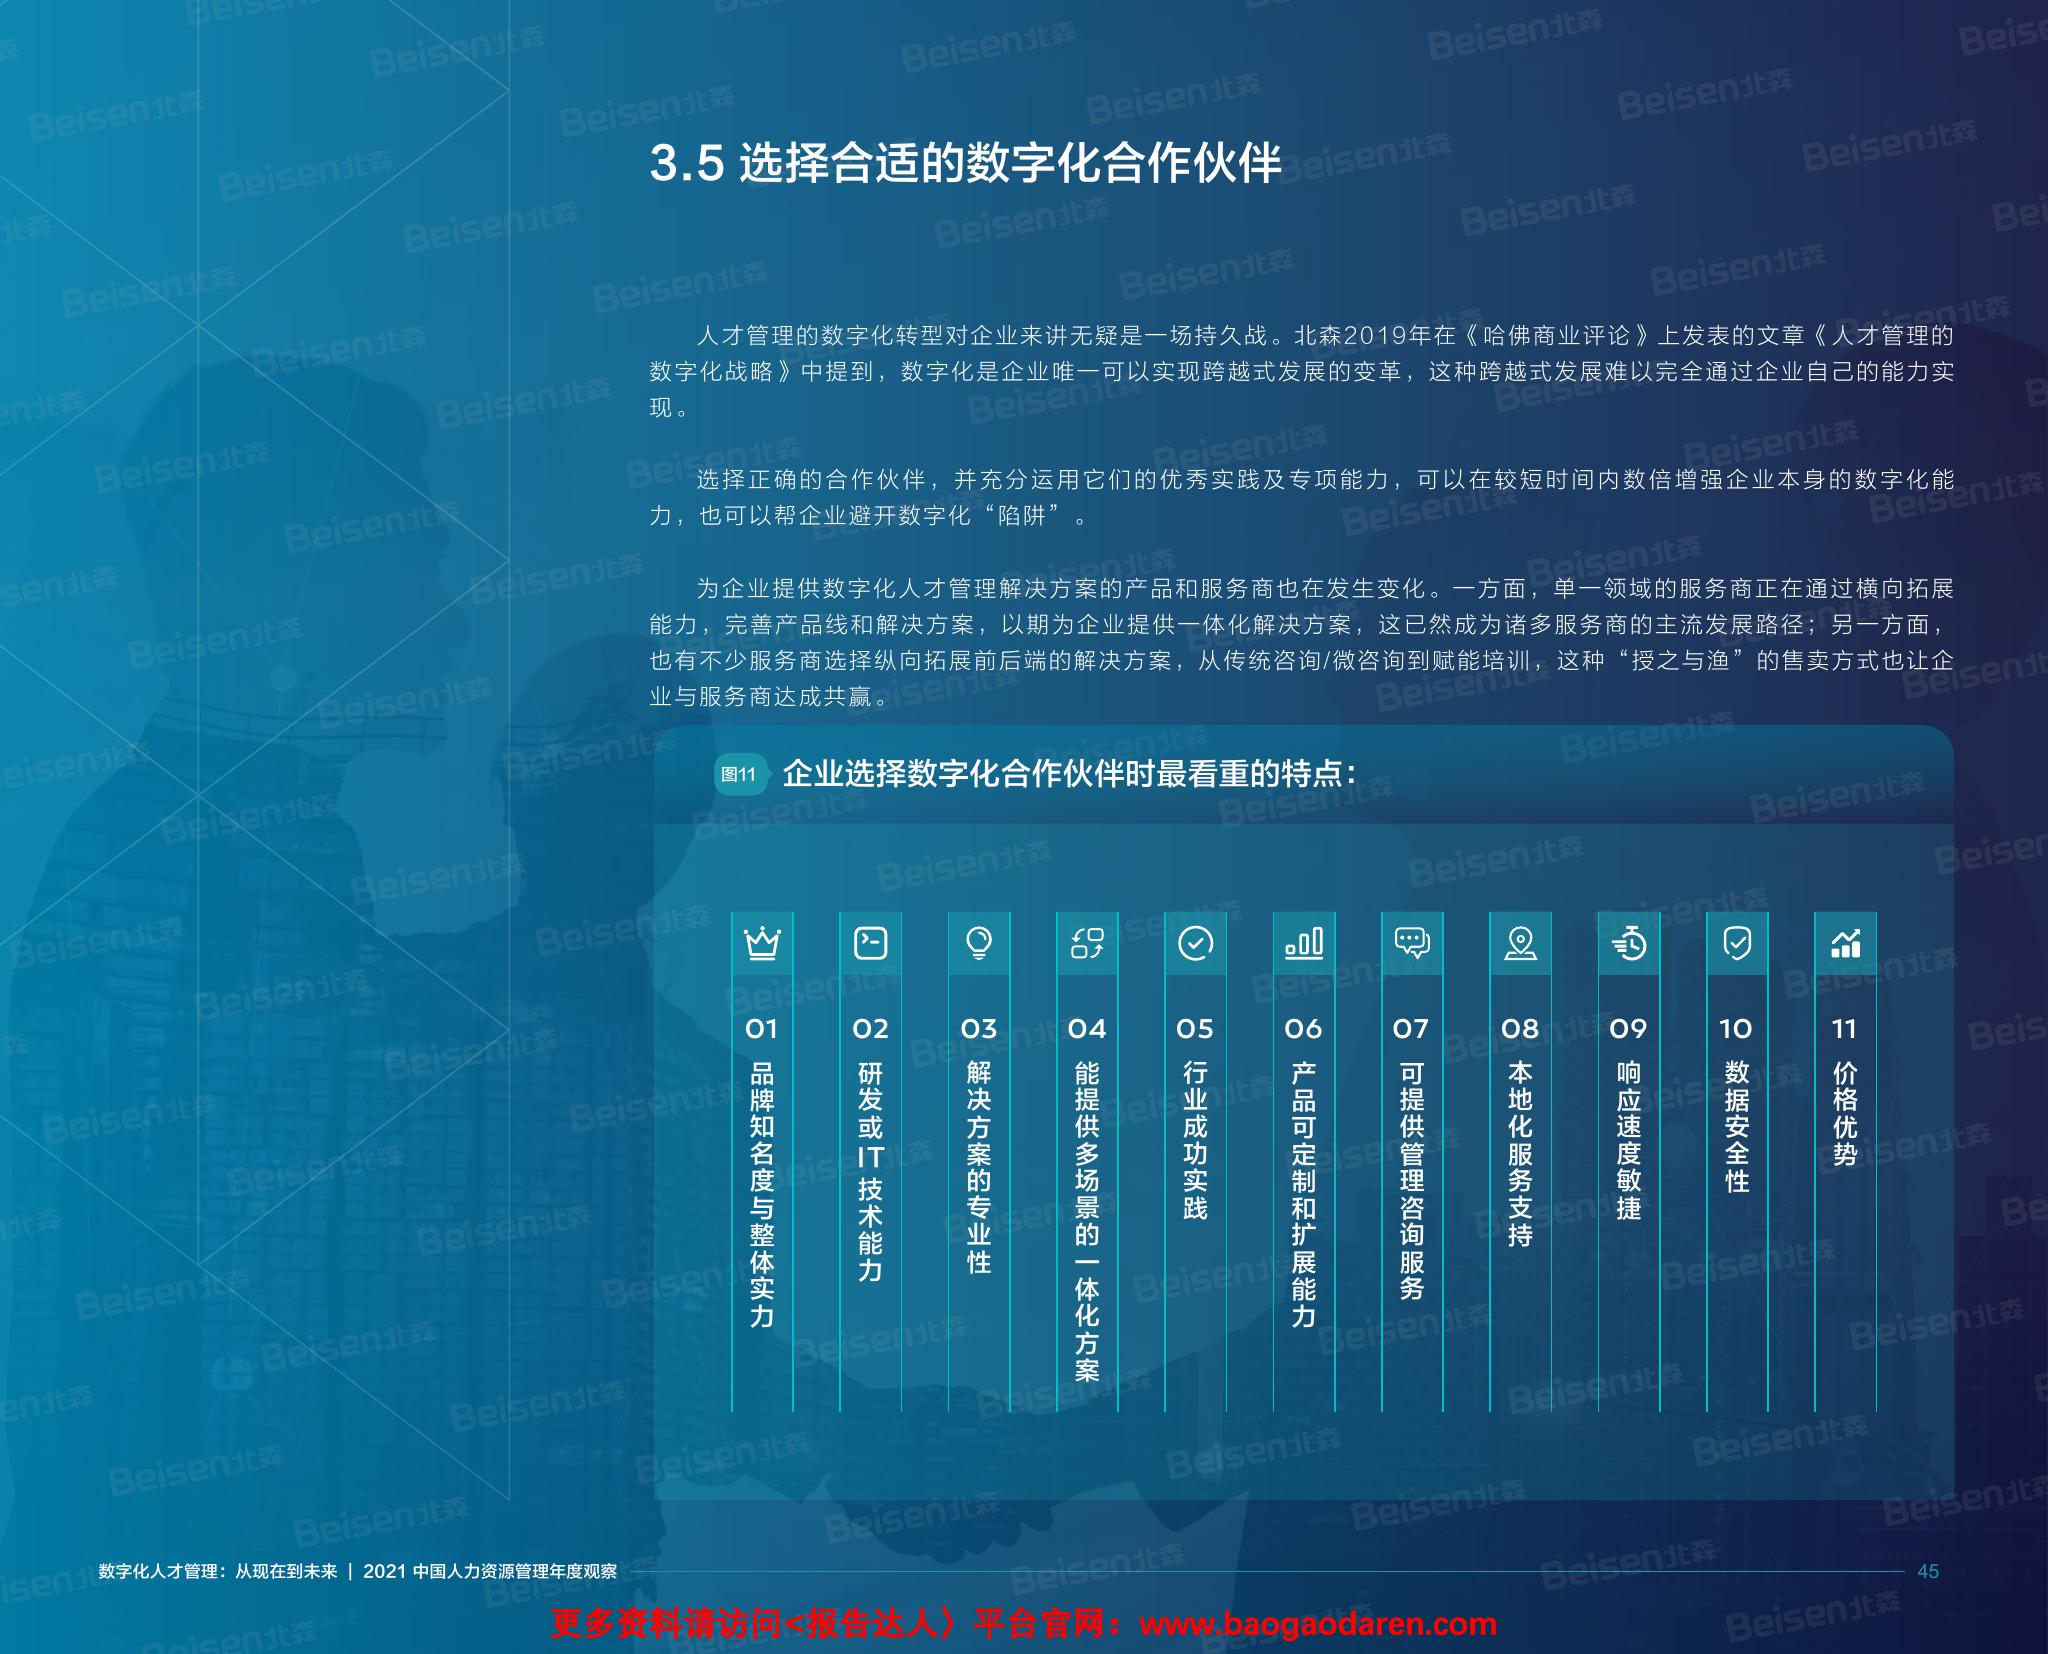 3.5 选择合适的数字化合作伙伴
人才管理的数字化转型对企业来讲无疑是一场持久战。北森2019年在《哈佛商业评论》上发表的文章《人才管理的
数字化战略》中提到，数字化是企业唯一可以实现跨越式发展的变革，这种跨越式发展难以完全通过企业自己的能力实
现。
选择正确的合作伙伴，并充分运用它们的优秀实践及专项能力，可以在较短时间内数倍增强企业本身的数字化能
力，也可以帮企业避开数字化“陷阱”。
为企业提供数字化人才管理解决方案的产品和服务商也在发生变化。一方面，单一领域的服务商正在通过横向拓展
能力，完善产品线和解决方案，以期为企业提供一体化解决方案，这已然成为诸多服务商的主流发展路径；另一方面，
也有不少服务商选择纵向拓展前后端的解决方案，从传统咨询/微咨询到赋能培训，这种“授之与渔”的售卖方式也让企
业与服务商达成共赢。
图11 企业选择数字化合作伙伴时最看重的特点：
01 品牌知名度与整体实力
02 研发或IT技术能力
03 解决方案的专业性
04 能提供多场景的一体化方案
05 行业成功实践
06 产品可定制和扩展能力
07 可提供管理咨询服务
08 本地化服务支持
09 响应速度敏捷
10 数据安全性
11 价格优势
数字化人才管理：从现在到未来 | 2021 中国人力资源管理年度观察
45
更多资料请访问<报告达人〉平台官网：www.baogaodaren.com
Beisen北森